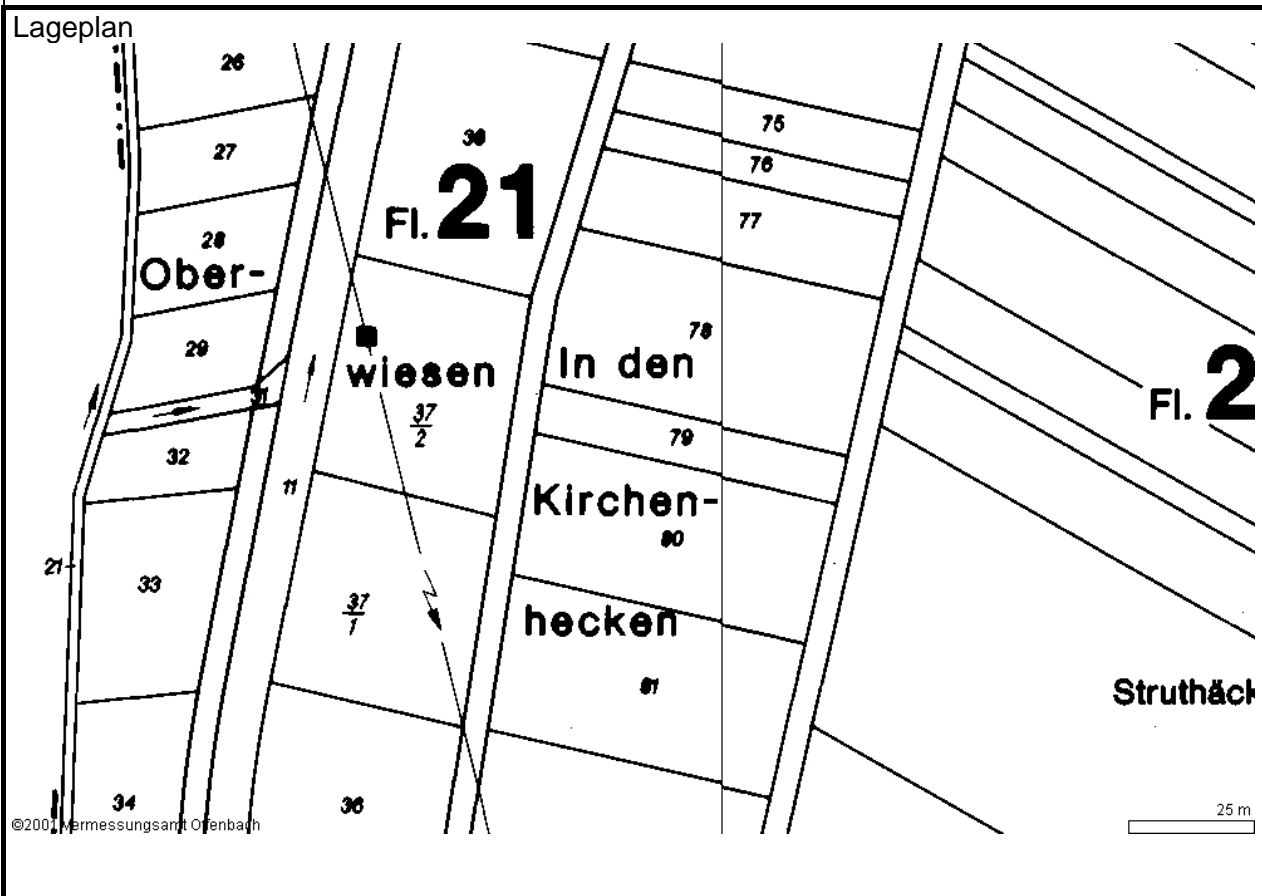 Lageplan
26
27
28
Ober-
29
31
32
21
33
34
11
38
Fl. 21
wiesen
37
2
37
1
36
75
76
77
78
In den
79
Kirchen-
80
hecken
81
Fl. 2
Struthäck
©2001 Vermessungsamt Offenbach
25 m